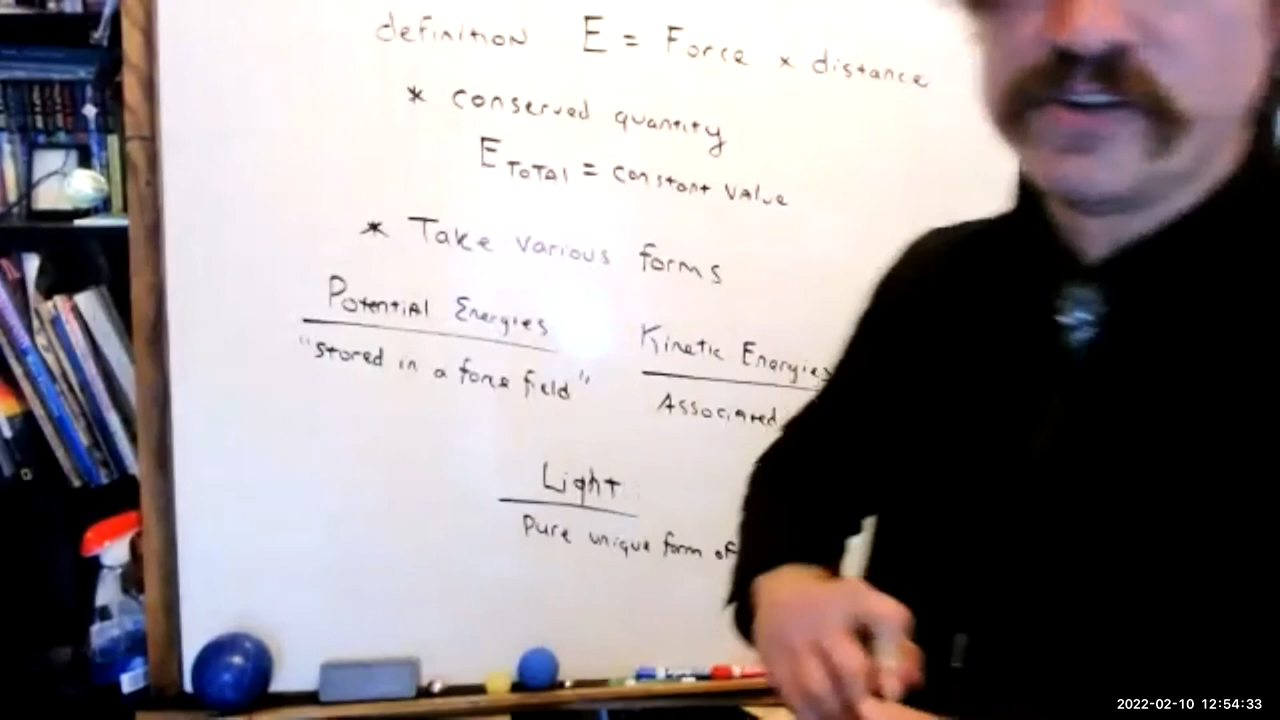 definition E = Force x distance
* conserved quantity
E TOTAL = constant value
* Take various forms
Potential Energies
"stored in a force field"
Kinetic Energies
Associated
Light
Pure unique form of
2022-02-10 12:54:33